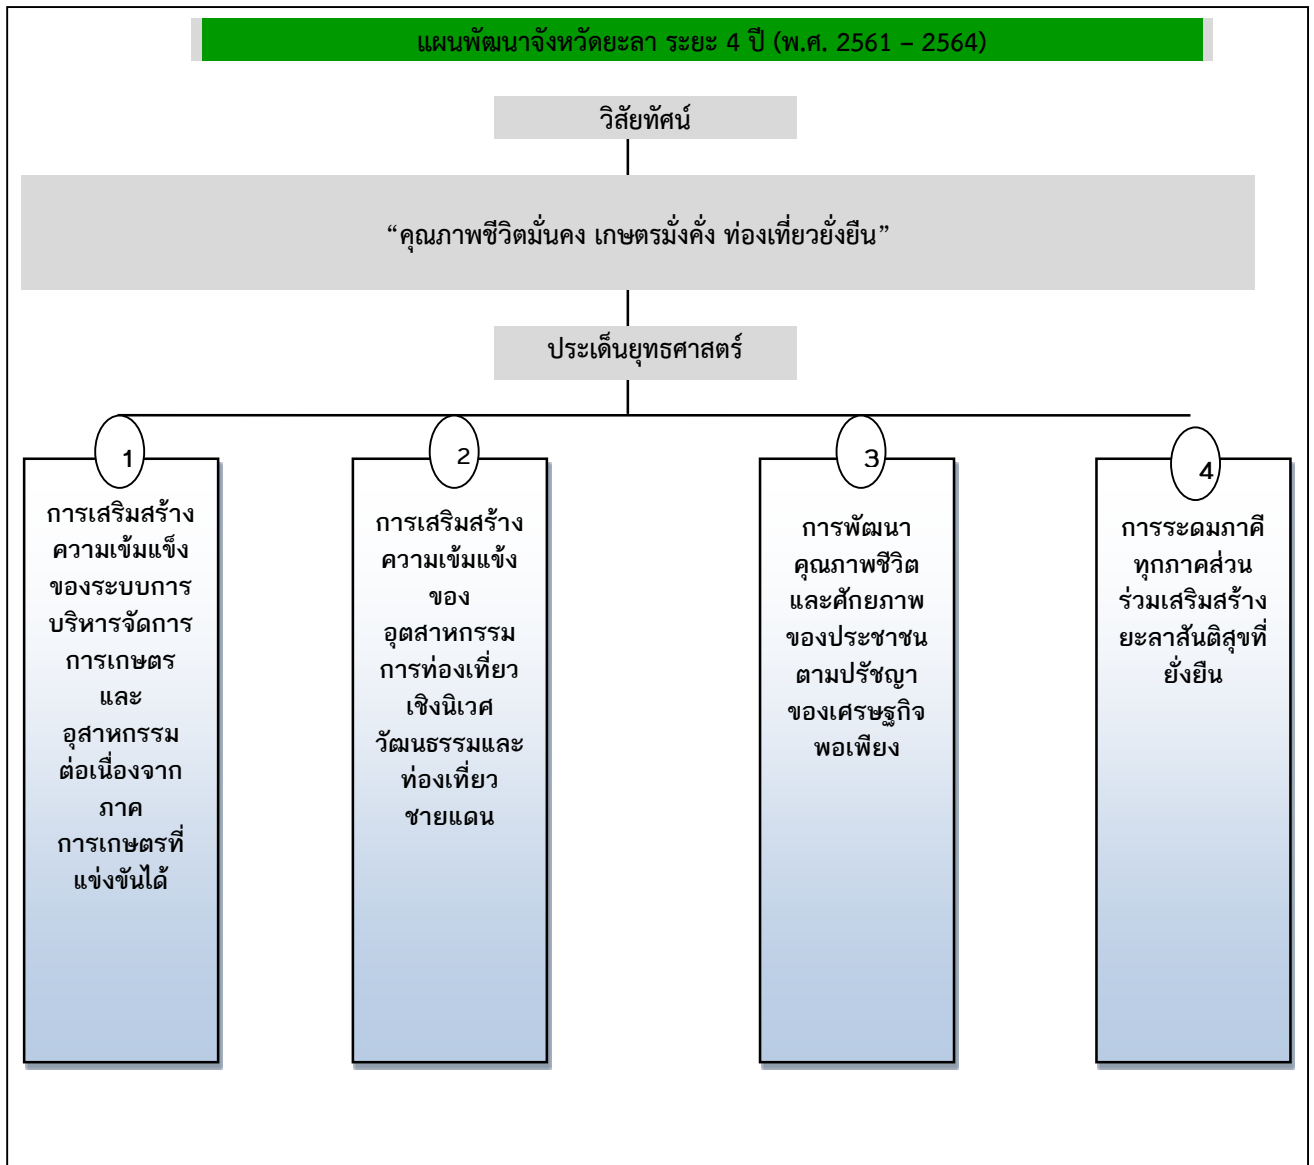 แผนพัฒนาจังหวัดยะลา ระยะ 4 ปี (พ.ศ. 2561 – 2564)
วิสัยทัศน์
“คุณภาพชีวิตมั่นคง เกษตรมั่งคั่ง ท่องเที่ยวยั่งยืน”
ประเด็นยุทธศาสตร์
1
การเสริมสร้าง
ความเข้มแข็ง
ของระบบการ
บริหารจัดการ
การเกษตร
และ
อุสาหกรรม
ต่อเนื่องจาก
ภาค
การเกษตรที่
แข่งขันได้
2
การเสริมสร้าง
ความเข้มแข้ง
ของ
อุตสาหกรรม
การท่องเที่ยว
เชิงนิเวศ
วัฒนธรรมและ
ท่องเที่ยว
ชายแดน
3
การพัฒนา
คุณภาพชีวิต
และศักยภาพ
ของประชาชน
ตามปรัชญา
ของเศรษฐกิจ
พอเพียง
4
การระดมภาคี
ทุกภาคส่วน
ร่วมเสริมสร้าง
ยะลาสันติสุขที่
ยั่งยืน